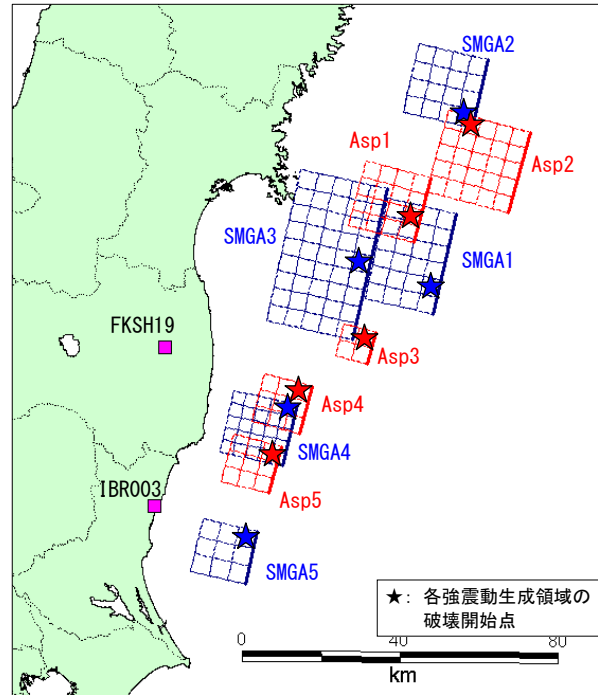 SMGA2
Asp1
Asp2
SMGA3
SMGA1
FKSH19
Asp3
Asp4
SMGA4
IBR003
Asp5
SMGA5
★: 各強震動生成領域の
破壊開始点
0 40 80
km